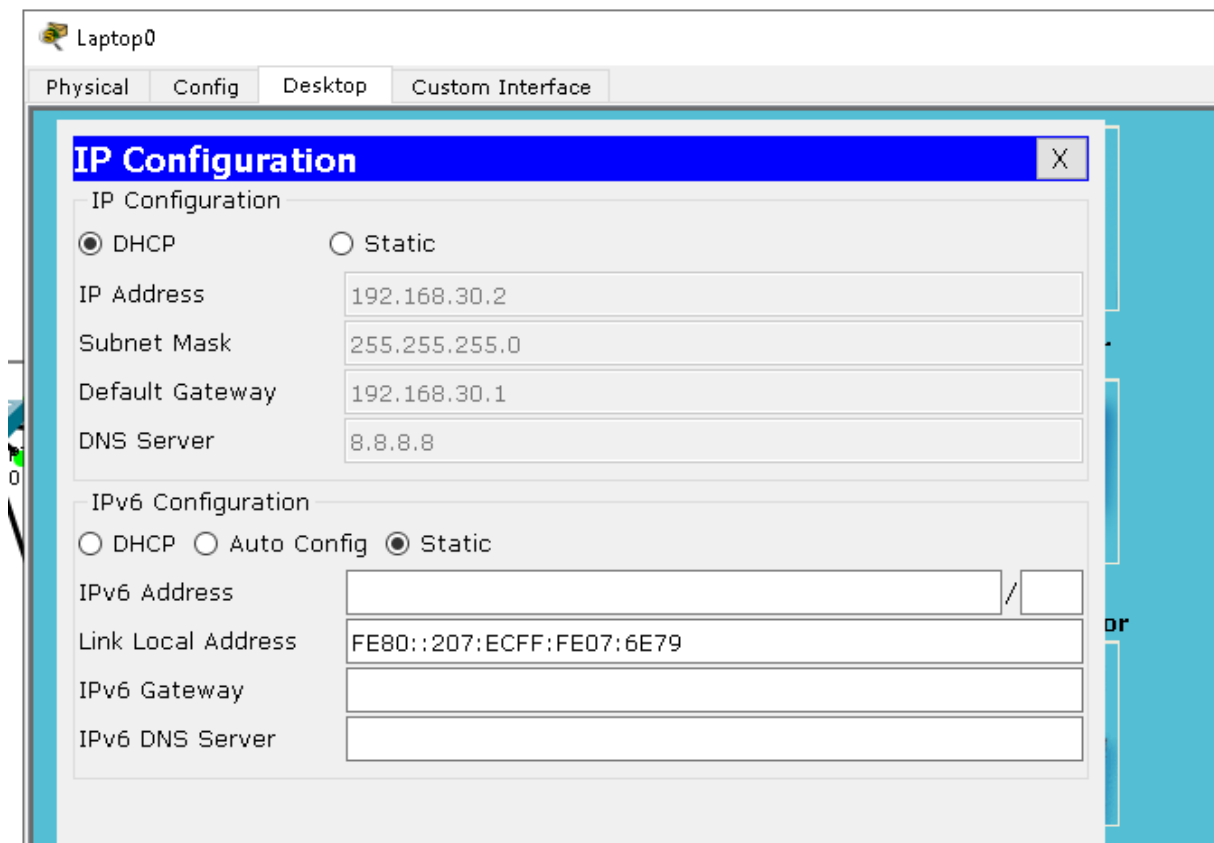 Laptop0
Physical Config Desktop Custom Interface
IP Configuration X
IP Configuration
DHCP Static
IP Address 192.168.30.2
Subnet Mask 255.255.255.0
Default Gateway 192.168.30.1
DNS Server 8.8.8.8
IPv6 Configuration
DHCP Auto Config Static
IPv6 Address /
Link Local Address FE80::207:ECFF:FE07:6E79
IPv6 Gateway
IPv6 DNS Server
or
0